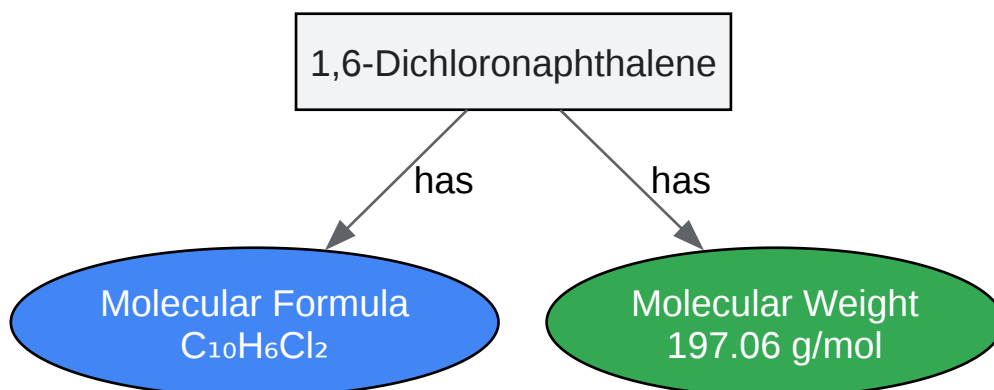 1,6-Dichloronaphthalene
has
has
Molecular Formula
C₁₀H₆Cl₂
Molecular Weight
197.06 g/mol